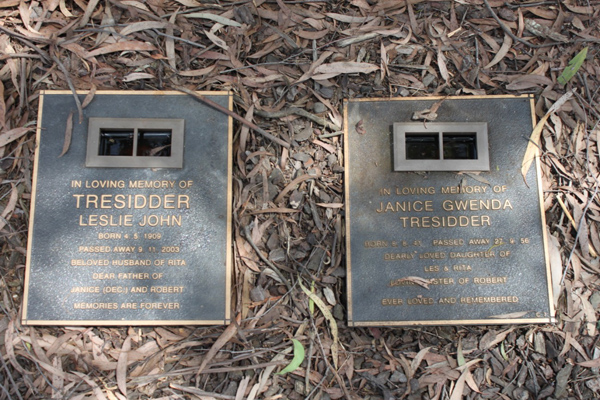 IN LOVING MEMORY OF
TRESIDDER
LESLIE JOHN
BORN 4. 5. 1909
PASSED AWAY 9. 11. 2003
BELOVED HUSBAND OF RITA
DEAR FATHER OF
JANICE (DEC) AND ROBERT
MEMORIES ARE FOREVER
IN LOVING MEMORY OF
JANICE GWENDA
TRESIDDER
BORN PASSED AWAY 9. 56
DEARLY LOVED DAUGHTER OF
LES & RITA
SISTER OF ROBERT
EVER LOVED AND REMEMBERED